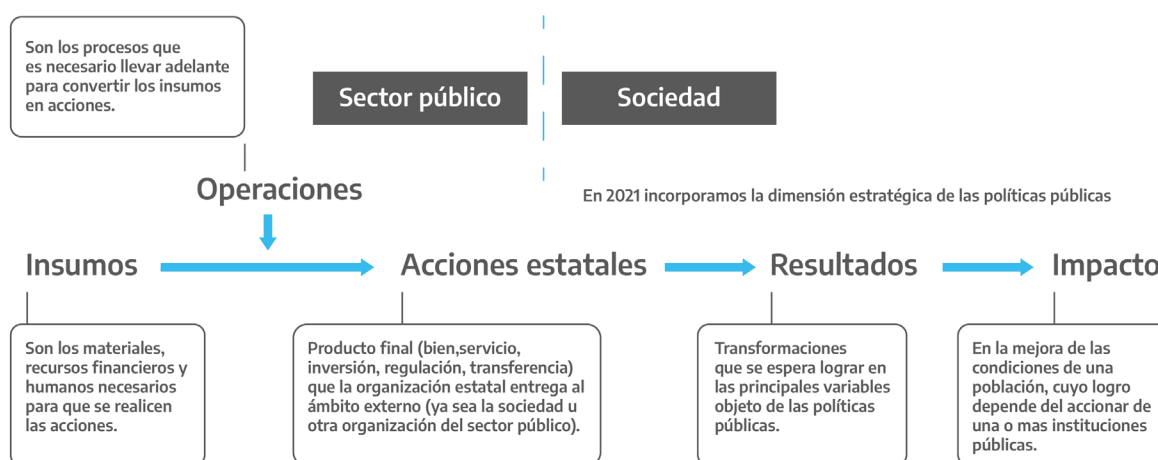 Son los procesos que
es necesario llevar adelante
para convertir los insumos
en acciones.
Sector público
Sociedad
Operaciones
En 2021 incorporamos la dimensión estratégica de las políticas públicas
Insumos
Acciones estatales
Resultados
Impacto
Son los materiales,
recursos financieros y
humanos necesarios
para que se realicen
las acciones.
Producto final (bien,servicio,
inversión, regulación, transferencia)
que la organización estatal entrega al
ámbito externo (ya sea la sociedad u
otra organización del sector público).
Transformaciones
que se espera lograr en
las principales variables
objeto de las políticas
públicas.
En la mejora de las
condiciones de una
población, cuyo logro
depende del accionar de
una o mas instituciones
públicas.